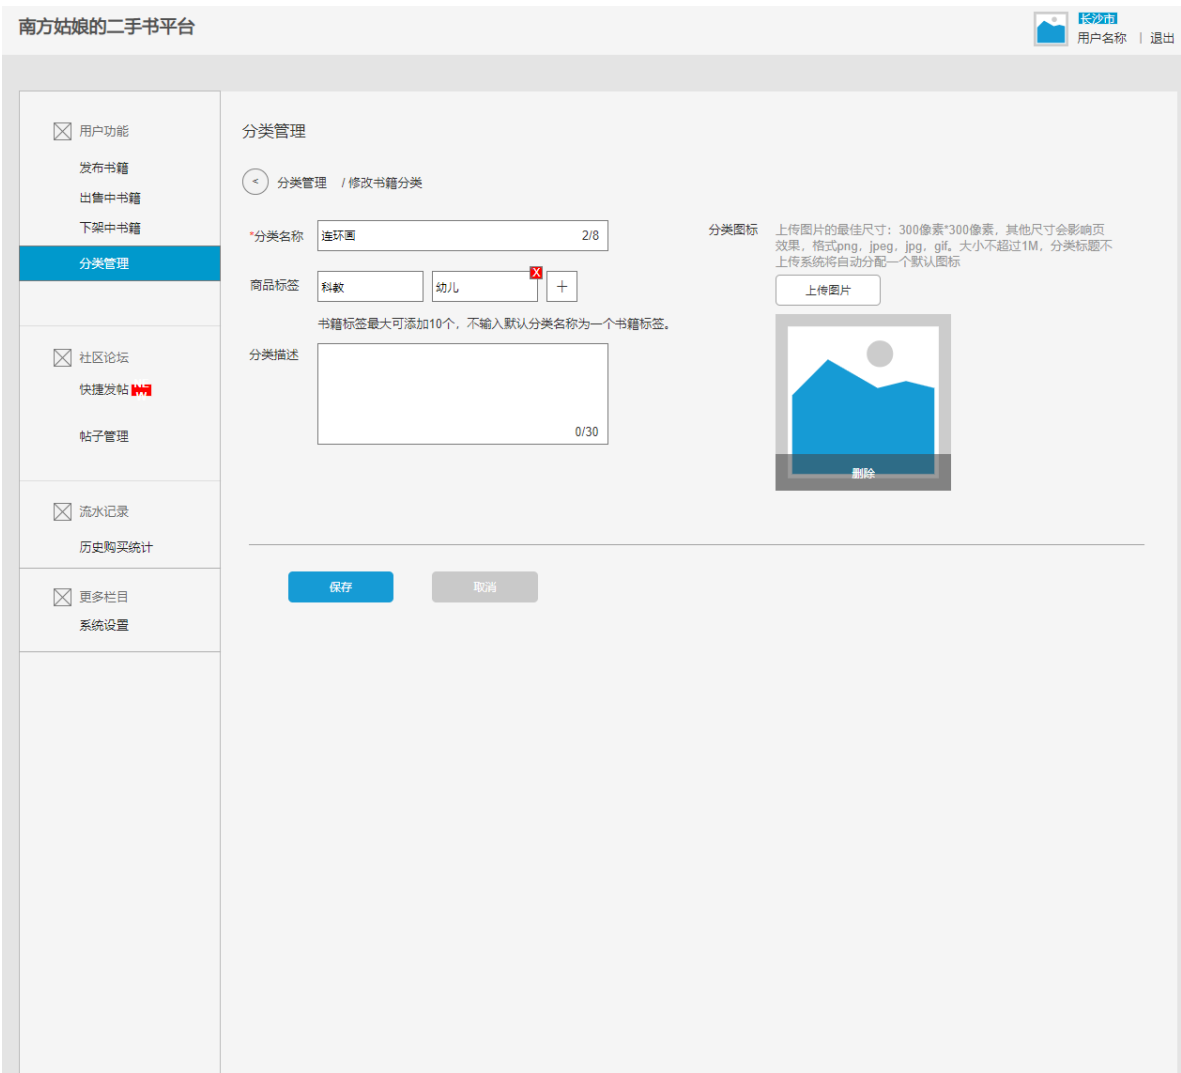 南方姑娘的二手书平台
长沙市
用户名称 | 退出
用户功能
发布书籍
出售中书籍
下架中书籍
分类管理
社区论坛
快捷发帖
帖子管理
流水记录
历史购买统计
更多栏目
系统设置
分类管理
< 分类管理 / 修改书籍分类
*分类名称 连环画 2/8
商品标签 科教 幼儿 X +
书籍标签最大可添加10个，不输入默认分类名称为一个书籍标签。
分类描述
0/30
分类图标 上传图片的最佳尺寸：300像素*300像素，其他尺寸会影响页
效果，格式png，jpeg，jpg，gif。大小不超过1M，分类标题不
上传系统将自动分配一个默认图标
上传图片
删除
保存 取消